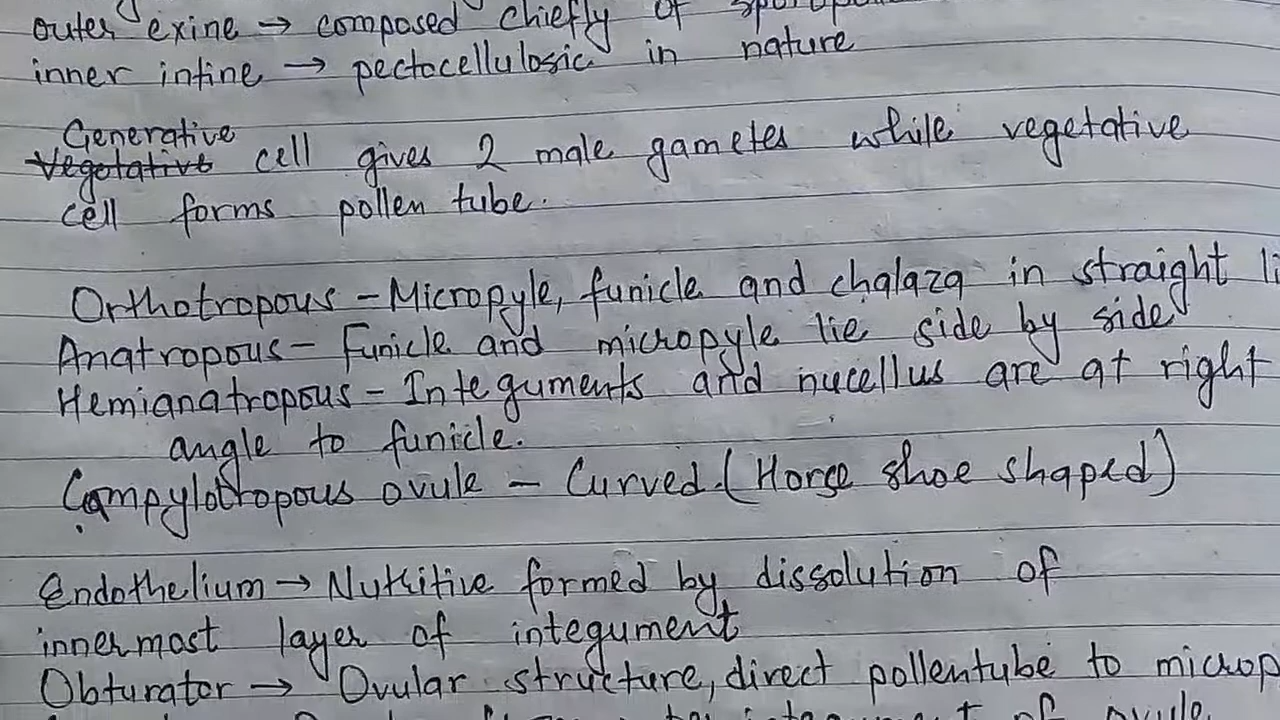 outer exine → composed chiefly of
inner intine → pectocellulosic in nature
Generative
Vegetative cell gives 2 male gametes while vegetative
cell forms pollen tube.
Orthotropous - Micropyle, funicle and chalaza in straight
Anatropous - Funicle and micropyle lie side by side
Hemianatropous - Integuments and nucellus are at right
angle to funicle.
Campylotropous ovule - Curved (Horse shoe shaped)
Endothelium → Nutritive formed by dissolution of
innermost layer of integument
Obturator → Ovular structure, direct pollentube to microp
of ovule.